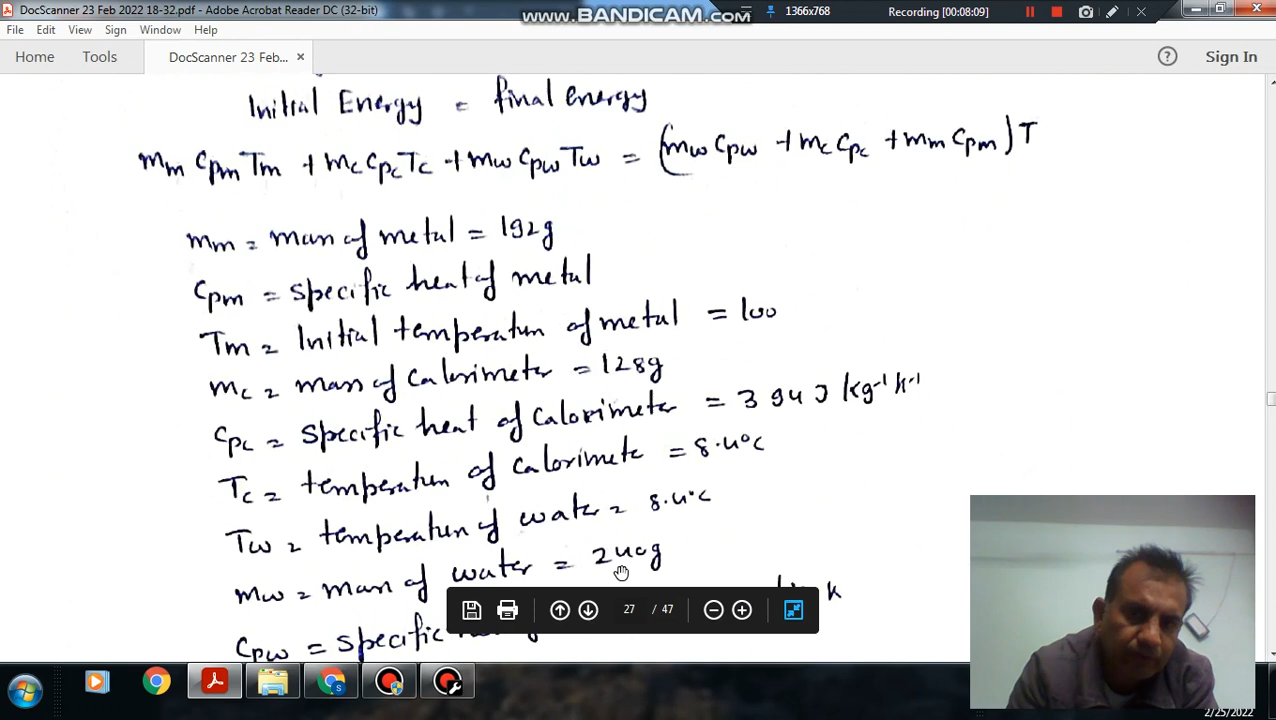 DocScanner 23 Feb 2022 18-32.pdf - Adobe Acrobat Reader DC (32-bit)
www.BANDICAM.com
1366x768
Recording [00:08:09]
File Edit View Sign Window Help
Home Tools DocScanner 23 Feb... × Sign In
Initial Energy = final energy
mm Cpm Tm + mc Cpc Tc + mw Cpw Tw = (mw Cpw + mc Cpc + mm Cpm) T
mm = mass of metal = 192g
Cpm = specific heat of metal
Tm = Initial temperature of metal = 100
mc = mass of Calorimeter = 128g
Cpc = specific heat of Calorimeter = 394 J kg-1 k-1
Tc = temperature of Calorimete = 8.4°c
Tw = temperature of water = 8.4°c
mw = mass of water = 240g
Cpw = specific
k
27 / 47
2/25/2022